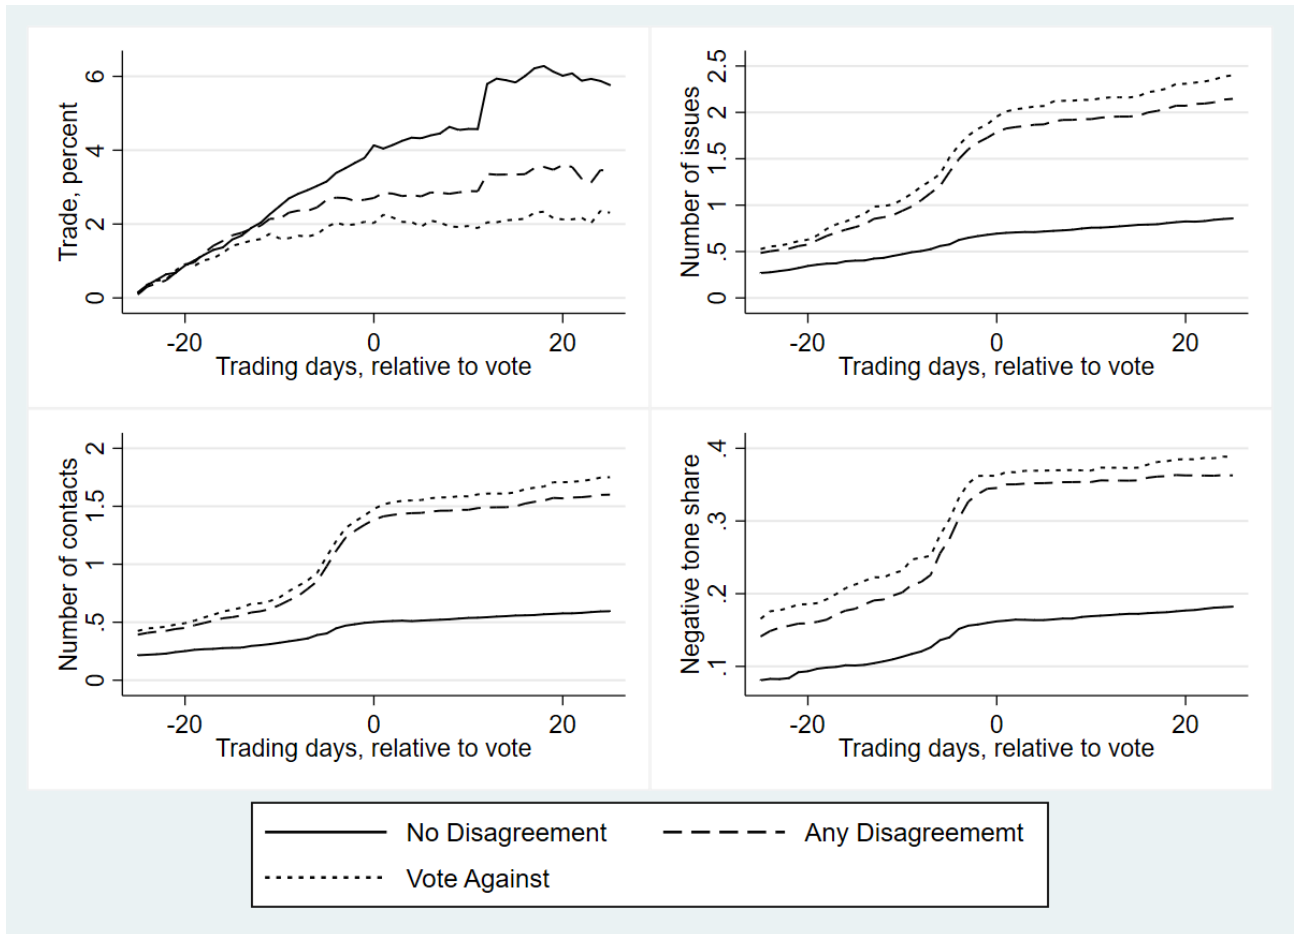 Trade, percent
6
4
2
0
-20 0 20
Trading days, relative to vote
Number of issues
2.5
2
1.5
1
.5
0
-20 0 20
Trading days, relative to vote
Number of contacts
2
1.5
1
.5
0
-20 0 20
Trading days, relative to vote
Negative tone share
.4
.3
.2
.1
-20 0 20
Trading days, relative to vote
No Disagreement Any Disagreememt
Vote Against